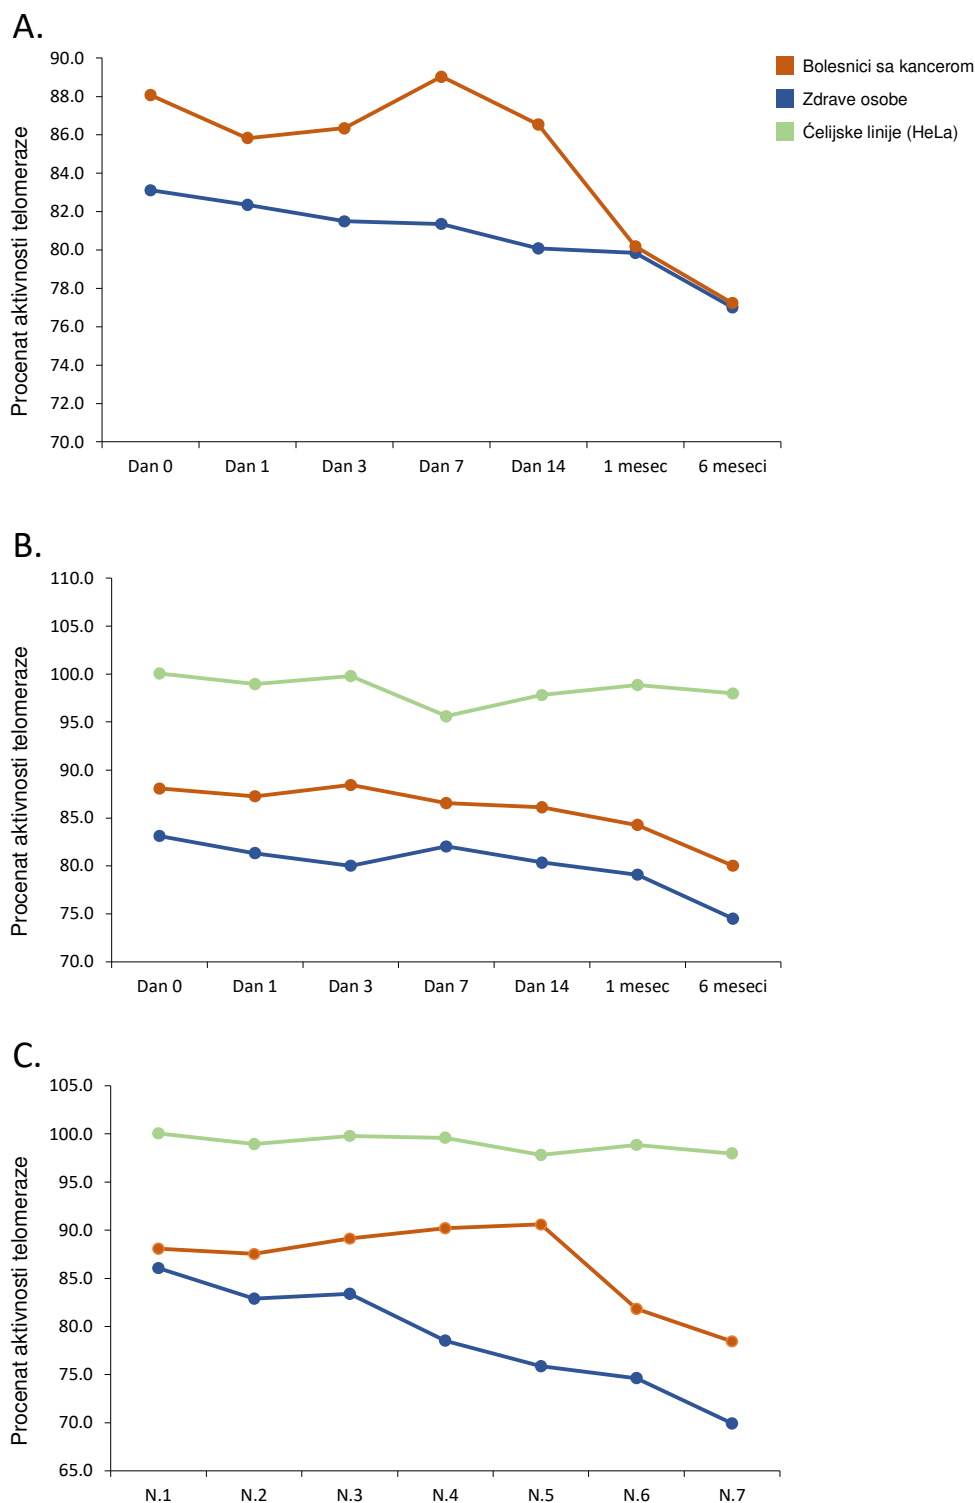 A.
90.0
88.0
86.0
84.0
82.0
80.0
78.0
76.0
74.0
72.0
70.0
Procenat aktivnosti telomeraze
Dan 0 Dan 1 Dan 3 Dan 7 Dan 14 1 mesec 6 meseci
Bolesnici sa kancerom
Zdrave osobe
Ćelijske linije (HeLa)
B.
110.0
105.0
100.0
95.0
90.0
85.0
80.0
75.0
70.0
Procenat aktivnosti telomeraze
Dan 0 Dan 1 Dan 3 Dan 7 Dan 14 1 mesec 6 meseci
C.
105.0
100.0
95.0
90.0
85.0
80.0
75.0
70.0
65.0
Procenat aktivnosti telomeraze
N.1 N.2 N.3 N.4 N.5 N.6 N.7